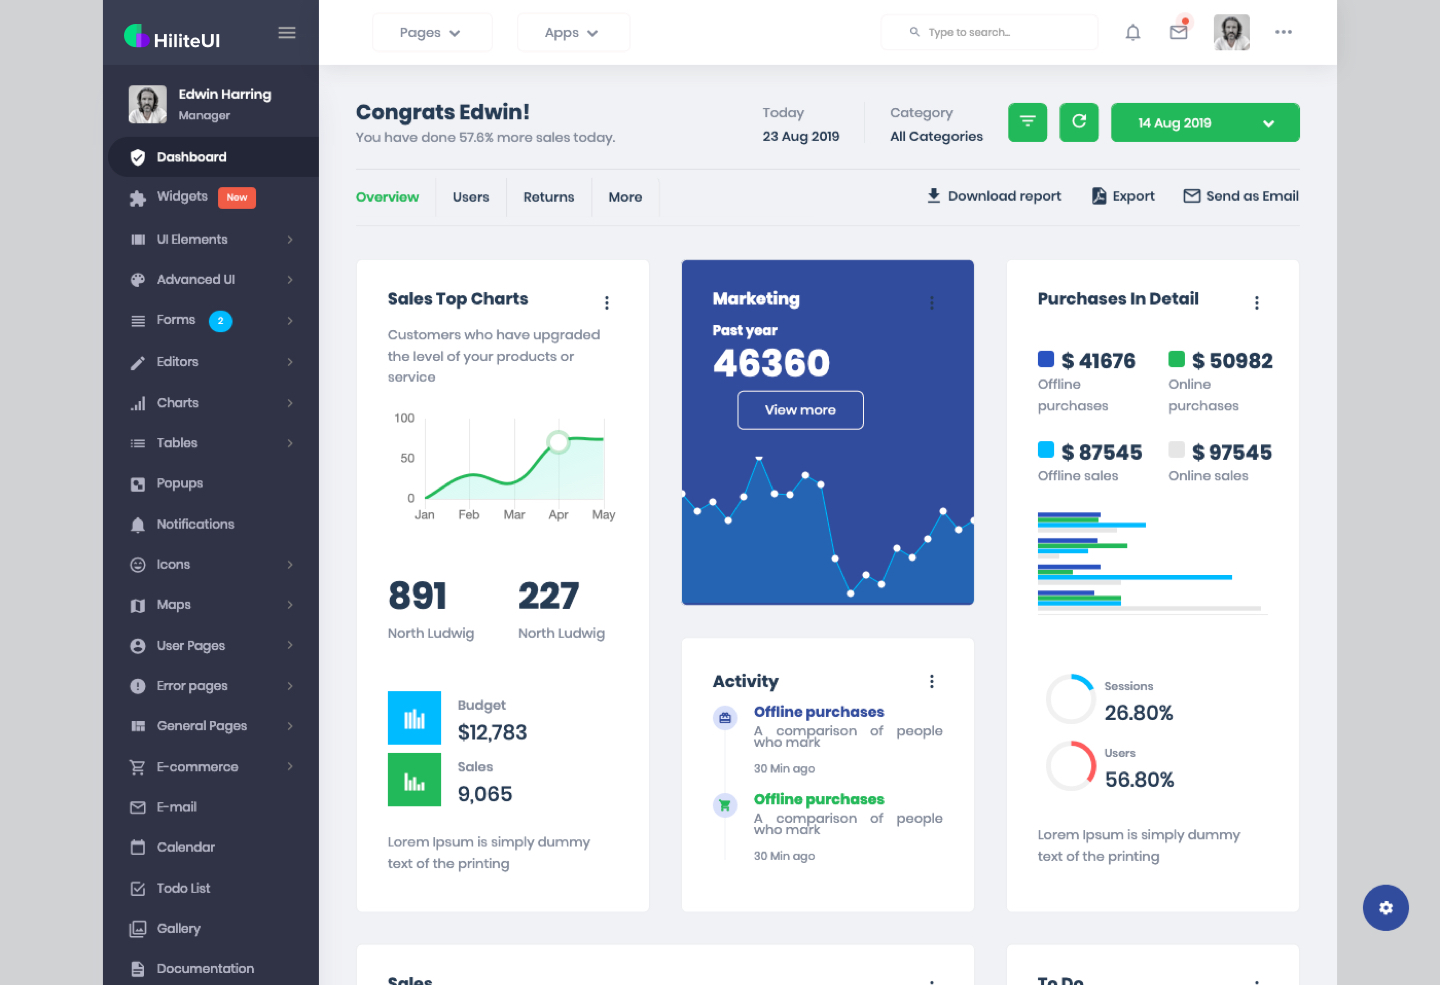 HiliteUI
Pages
Apps
Type to search...
Edwin Harring
Manager
Dashboard
Widgets New
UI Elements
Advanced UI
Forms 2
Editors
Charts
Tables
Popups
Notifications
Icons
Maps
User Pages
Error pages
General Pages
E-commerce
E-mail
Calendar
Todo List
Gallery
Documentation
Congrats Edwin!
You have done 57.6% more sales today.
Today
23 Aug 2019
Category
All Categories
14 Aug 2019
Overview
Users
Returns
More
Download report
Export
Send as Email
Sales Top Charts
Customers who have upgraded
the level of your products or
service
100
50
0
Jan Feb Mar Apr May
891
North Ludwig
227
North Ludwig
Budget
$12,783
Sales
9,065
Lorem Ipsum is simply dummy
text of the printing
Marketing
Past year
46360
View more
Activity
Offline purchases
A comparison of people
who mark
30 Min ago
Offline purchases
A comparison of people
who mark
30 Min ago
Purchases In Detail
$ 41676
Offline
purchases
$ 50982
Online
purchases
$ 87545
Offline sales
$ 97545
Online sales
Sessions
26.80%
Users
56.80%
Lorem Ipsum is simply dummy
text of the printing
Sales
To Do